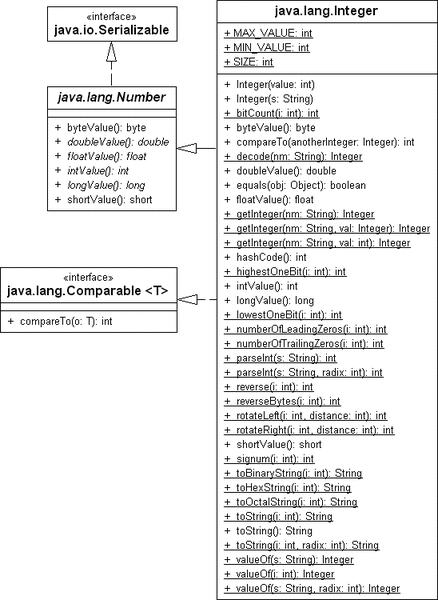 «interface»
java.io.Serializable
java.lang.Number
+ byteValue(): byte
+ doubleValue(): double
+ floatValue(): float
+ intValue(): int
+ longValue(): long
+ shortValue(): short
«interface»
java.lang.Comparable <T>
+ compareTo(o: T): int
java.lang.Integer
+ MAX_VALUE: int
+ MIN_VALUE: int
+ SIZE: int
+ Integer(value: int)
+ Integer(s: String)
+ bitCount(i: int): int
+ byteValue(): byte
+ compareTo(anotherInteger: Integer): int
+ decode(nm: String): Integer
+ doubleValue(): double
+ equals(obj: Object): boolean
+ floatValue(): float
+ getInteger(nm: String): Integer
+ getInteger(nm: String, val: Integer): Integer
+ getInteger(nm: String, val: int): Integer
+ hashCode(): int
+ highestOneBit(i: int): int
+ intValue(): int
+ longValue(): long
+ lowestOneBit(i: int): int
+ numberOfLeadingZeros(i: int): int
+ numberOfTrailingZeros(i: int): int
+ parseInt(s: String): int
+ parseInt(s: String, radix: int): int
+ reverse(i: int): int
+ reverseBytes(i: int): int
+ rotateLeft(i: int, distance: int): int
+ rotateRight(i: int, distance: int): int
+ shortValue(): short
+ signum(i: int): int
+ toBinaryString(i: int): String
+ toHexString(i: int): String
+ toOctalString(i: int): String
+ toString(i: int): String
+ toString(): String
+ toString(i: int, radix: int): String
+ valueOf(s: String): Integer
+ valueOf(i: int): Integer
+ valueOf(s: String, radix: int): Integer